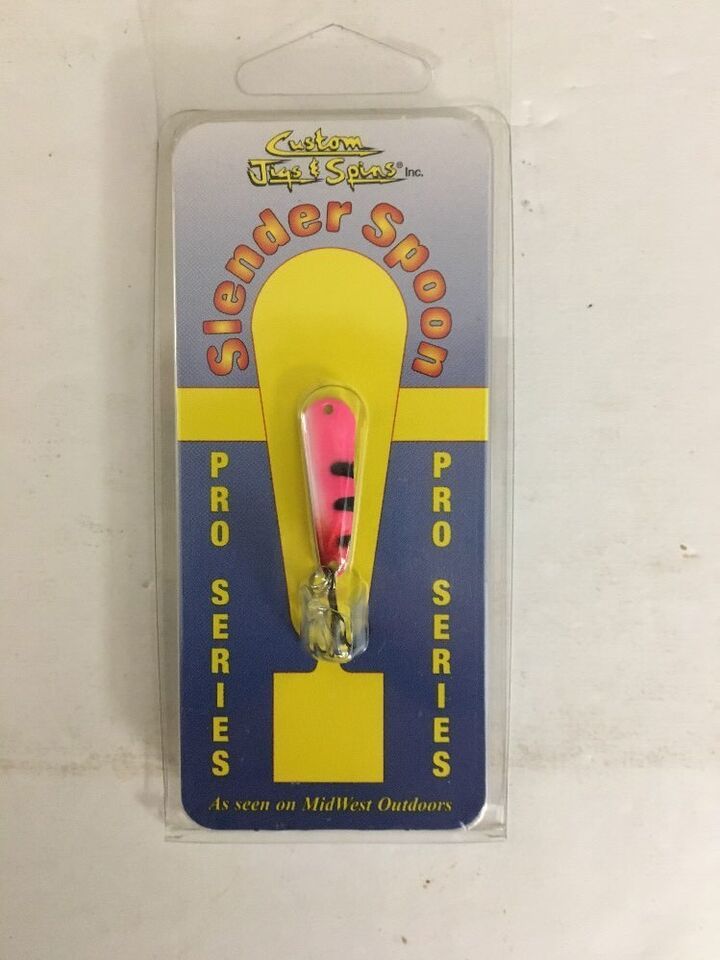 Custom
Jigs & Spins® Inc.
Slender Spoon
PRO SERIES
PRO SERIES
As seen on MidWest Outdoors